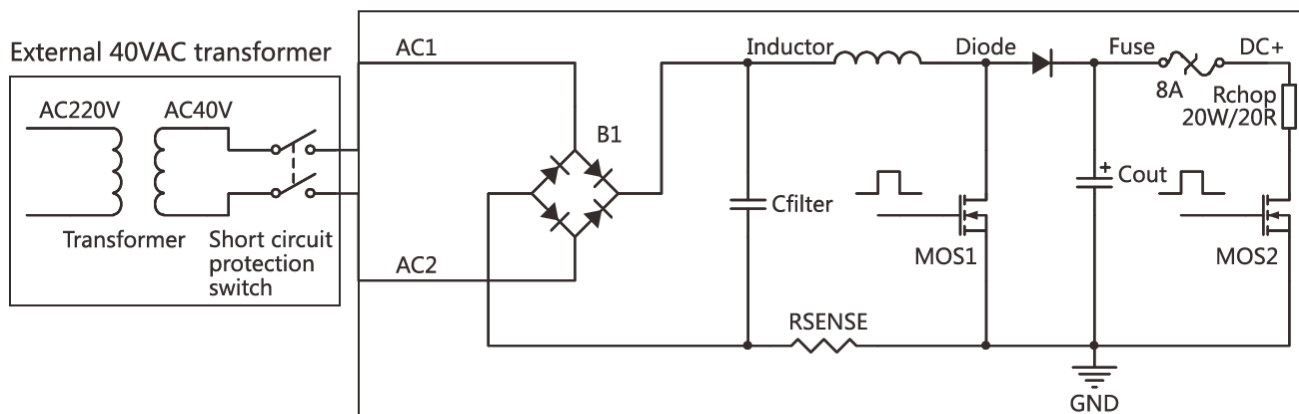 External 40VAC transformer
AC220V
AC40V
Transformer
Short circuit
protection
switch
AC1
AC2
B1
Inductor
Diode
Fuse
DC+
8A
Rchop
20W/20R
Cfilter
MOS1
+
Cout
MOS2
RSENSE
GND